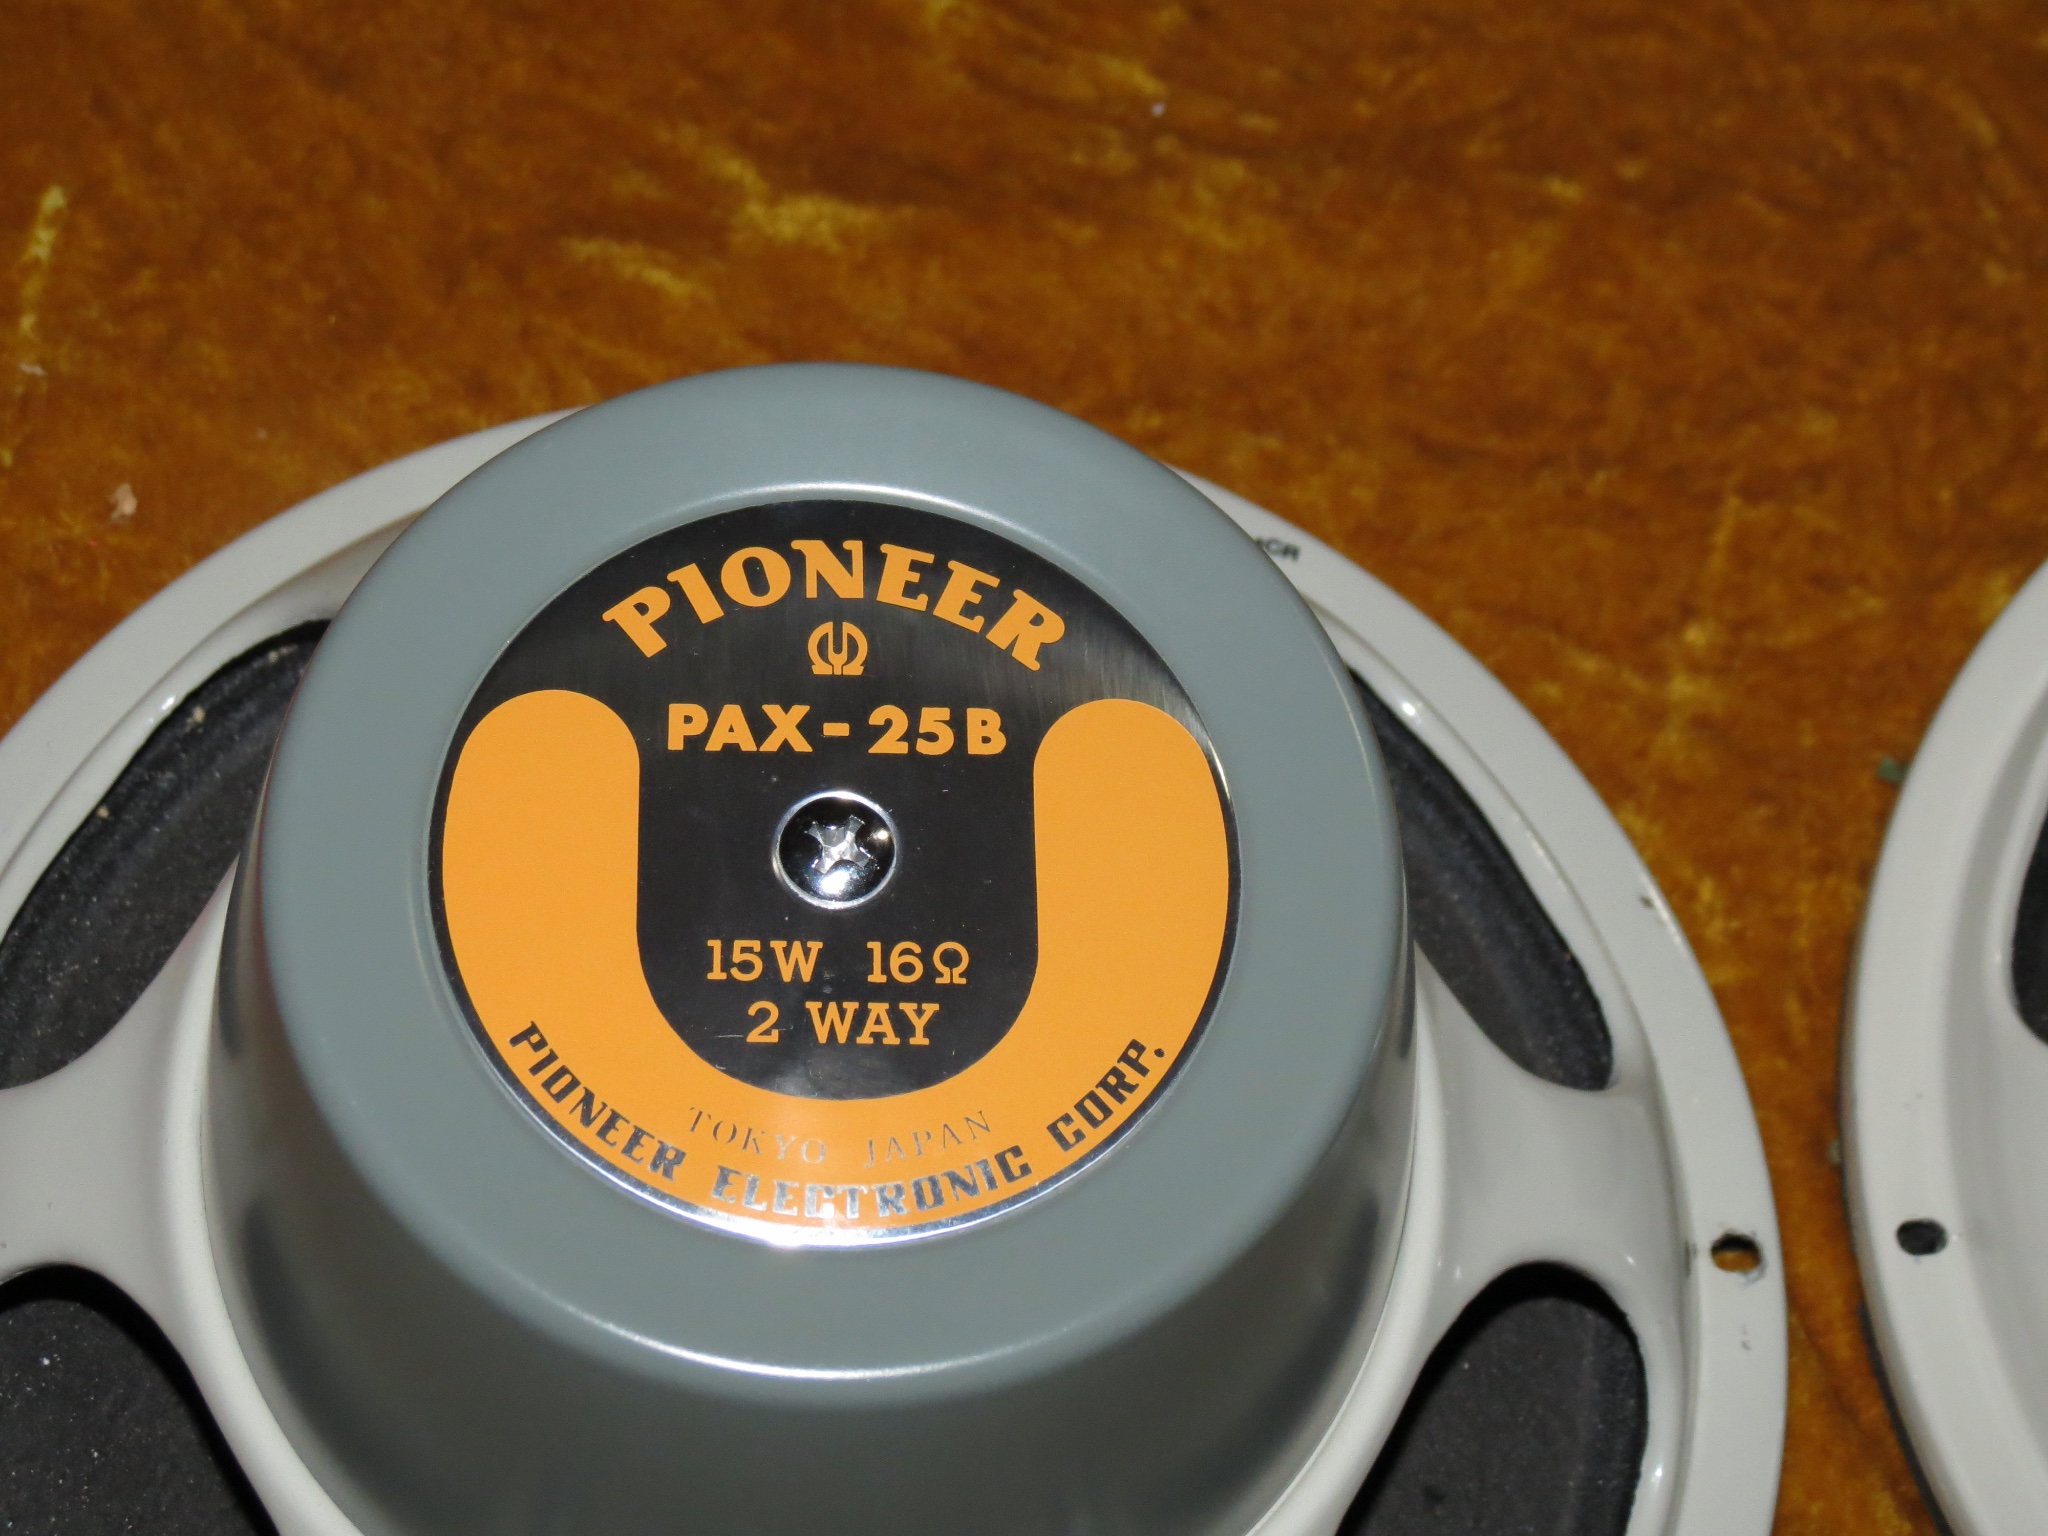 PIONEER
PAX-25B
15W 16Ω
2 WAY
TOKYO JAPAN
PIONEER ELECTRONIC CORP.